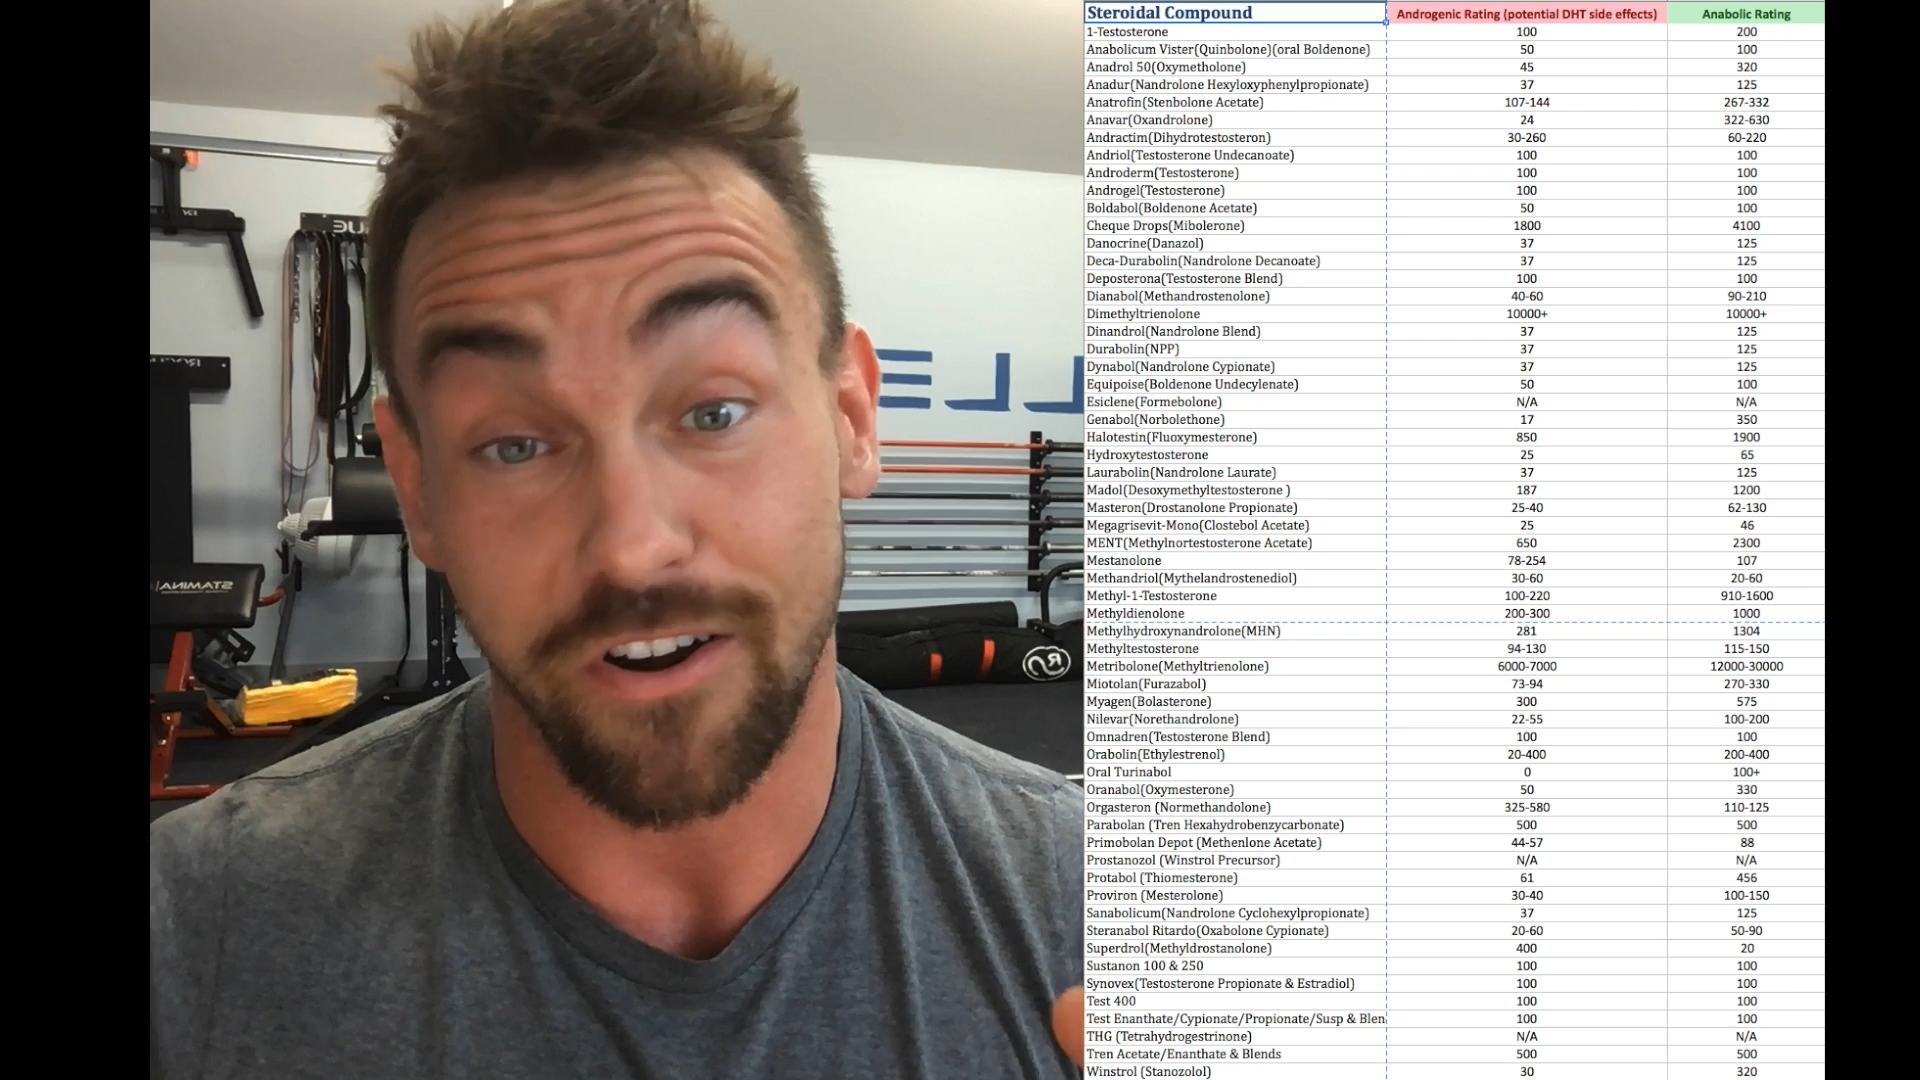 Steroidal Compound Androgenic Rating (potential DHT side effects) Anabolic Rating
1-Testosterone 100 200
Anabolicum Vister(Quinbolone)(oral Boldenone) 50 100
Anadrol 50(Oxymetholone) 45 320
Anadur(Nandrolone Hexyloxyphenylpropionate) 37 125
Anatrofin(Stenbolone Acetate) 107-144 267-332
Anavar(Oxandrolone) 24 322-630
Andractim(Dihydrotestosteron) 30-260 60-220
Andriol(Testosterone Undecanoate) 100 100
Androderm(Testosterone) 100 100
Androgel(Testosterone) 100 100
Boldabol(Boldenone Acetate) 50 100
Cheque Drops(Mibolerone) 1800 4100
Danocrine(Danazol) 37 125
Deca-Durabolin(Nandrolone Decanoate) 37 125
Deposterona(Testosterone Blend) 100 100
Dianabol(Methandrostenolone) 40-60 90-210
Dimethyltrienolone 10000+ 10000+
Dinandrol(Nandrolone Blend) 37 125
Durabolin(NPP) 37 125
Dynabol(Nandrolone Cypionate) 37 125
Equipoise(Boldenone Undecylenate) 50 100
Esiclene(Formebolone) N/A N/A
Genabol(Norbolethone) 17 350
Halotestin(Fluoxymesterone) 850 1900
Hydroxytestosterone 25 65
Laurabolin(Nandrolone Laurate) 37 125
Madol(Desoxymethyltestosterone ) 187 1200
Masteron(Drostanolone Propionate) 25-40 62-130
Megagrisevit-Mono(Clostebol Acetate) 25 46
MENT(Methylnortestosterone Acetate) 650 2300
Mestanolone 78-254 107
Methandriol(Mythelandrostenediol) 30-60 20-60
Methyl-1-Testosterone 100-220 910-1600
Methyldienolone 200-300 1000
Methylhydroxynandrolone(MHN) 281 1304
Methyltestosterone 94-130 115-150
Metribolone(Methyltrienolone) 6000-7000 12000-30000
Miotolan(Furazabol) 73-94 270-330
Myagen(Bolasterone) 300 575
Nilevar(Norethandrolone) 22-55 100-200
Omnadren(Testosterone Blend) 100 100
Orabolin(Ethylestrenol) 20-400 200-400
Oral Turinabol 0 100+
Oranabol(Oxymesterone) 50 330
Orgasteron (Normethandolone) 325-580 110-125
Parabolan (Tren Hexahydrobenzycarbonate) 500 500
Primobolan Depot (Methenlone Acetate) 44-57 88
Prostanozol (Winstrol Precursor) N/A N/A
Protabol (Thiomesterone) 61 456
Proviron (Mesterolone) 30-40 100-150
Sanabolicum(Nandrolone Cyclohexylpropionate) 37 125
Steranabol Ritardo(Oxabolone Cypionate) 20-60 50-90
Superdrol(Methyldrostanolone) 400 20
Sustanon 100 & 250 100 100
Synovex(Testosterone Propionate & Estradiol) 100 100
Test 400 100 100
Test Enanthate/Cypionate/Propionate/Susp & Blen 100 100
THG (Tetrahydrogestrinone) N/A N/A
Tren Acetate/Enanthate & Blends 500 500
Winstrol (Stanozolol) 30 320